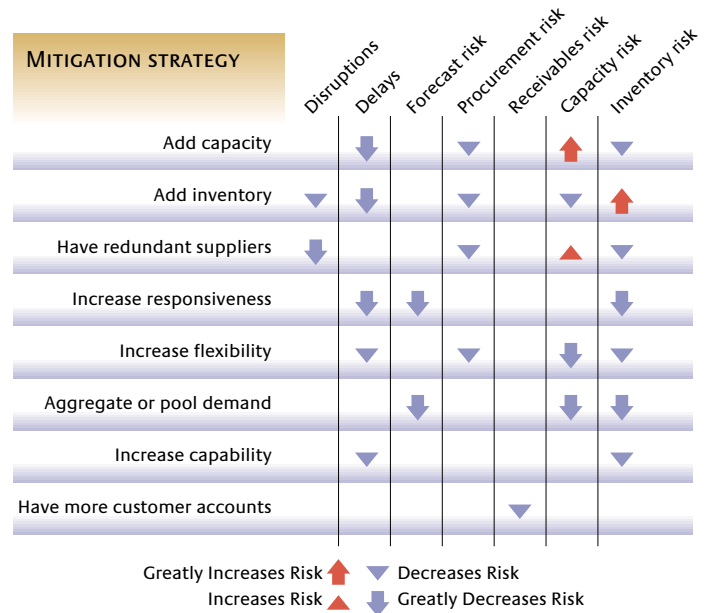 MITIGATION STRATEGY
Disruptions
Delays
Forecast risk
Procurement risk
Receivables risk
Capacity risk
Inventory risk
Add capacity
Add inventory
Have redundant suppliers
Increase responsiveness
Increase flexibility
Aggregate or pool demand
Increase capability
Have more customer accounts
Greatly Increases Risk Decreases Risk
Increases Risk Greatly Decreases Risk